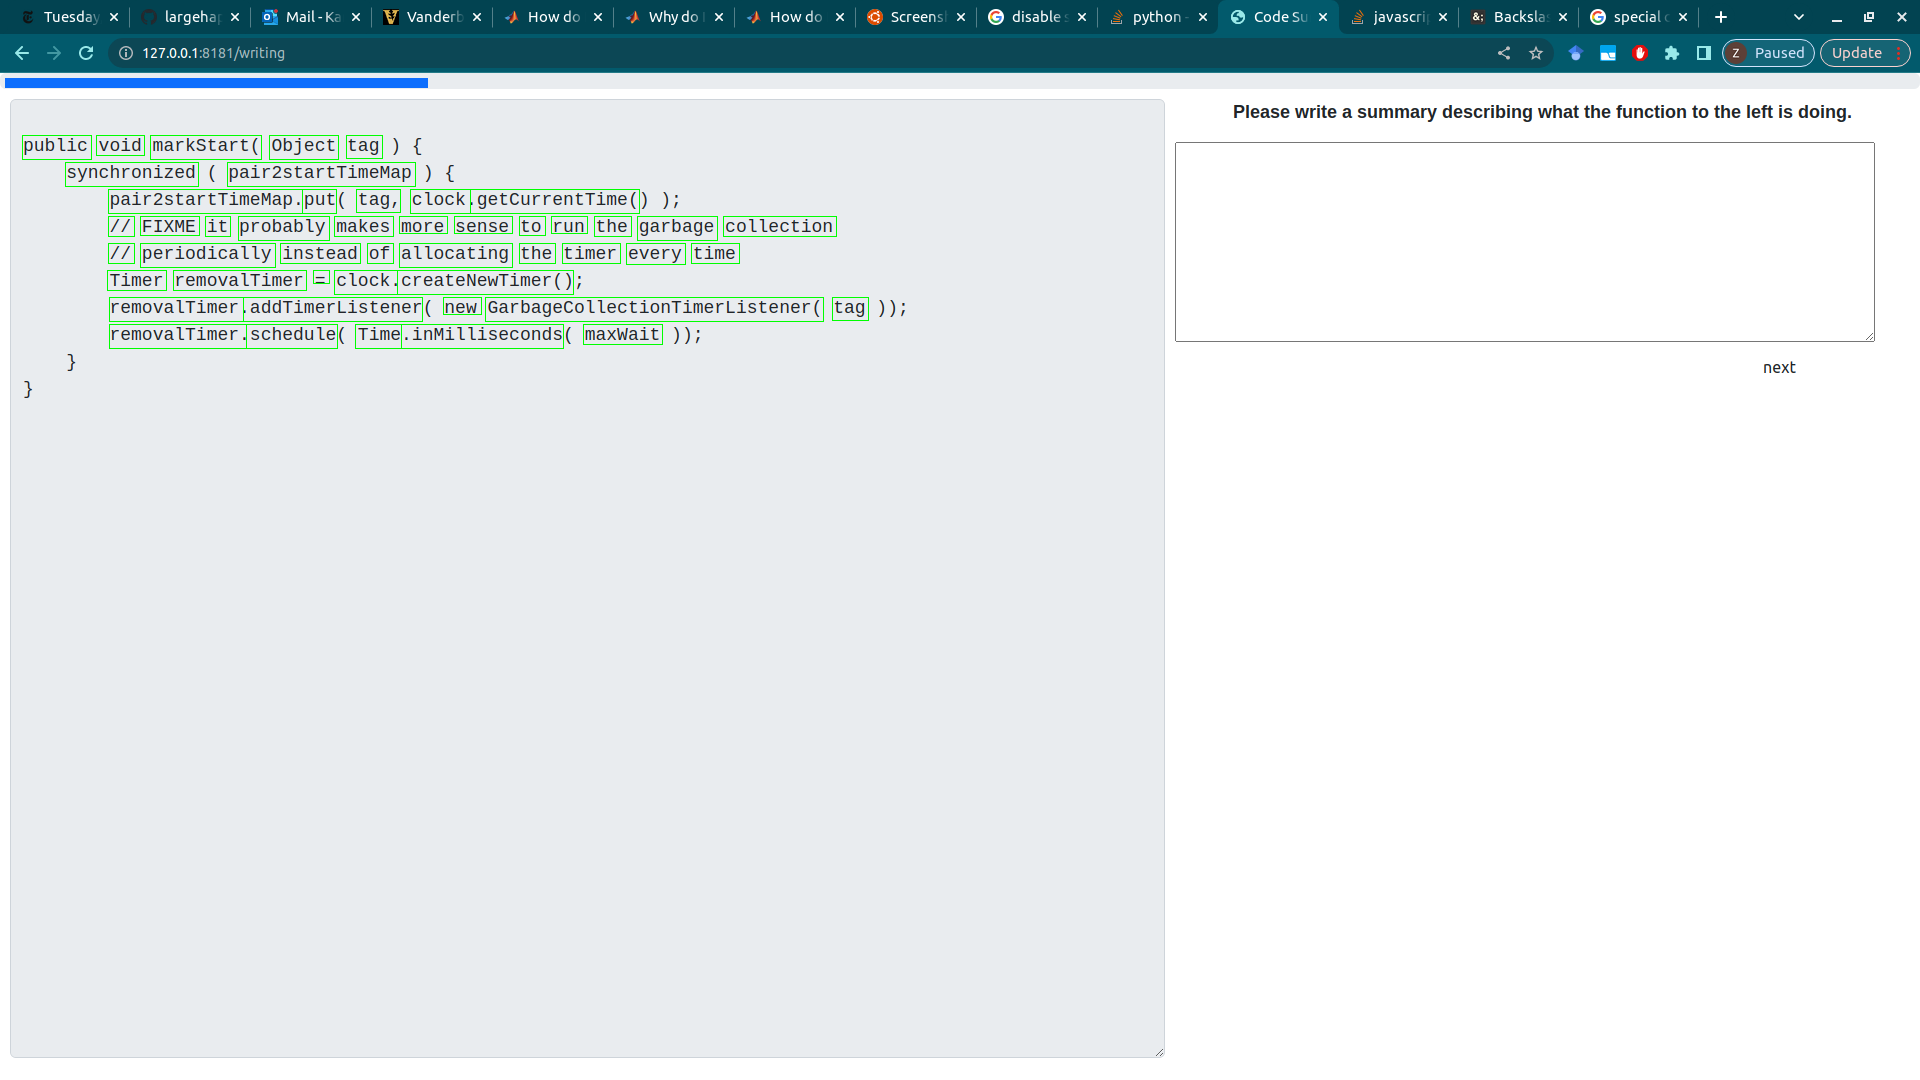 Tuesday
largeha
Mail - Ka
Vanderb
How do
Why do
How do
Screens
disable s
python -
Code Su
javascri
Backsla
special c
127.0.0.1:8181/writing
Z Paused
Update
public void markStart( Object tag ) {
synchronized ( pair2startTimeMap ) {
pair2startTimeMap.put( tag, clock.getCurrentTime() );
// FIXME it probably makes more sense to run the garbage collection
// periodically instead of allocating the timer every time
Timer removalTimer = clock.createNewTimer();
removalTimer.addTimerListener( new GarbageCollectionTimerListener( tag ));
removalTimer.schedule( Time.inMilliseconds( maxWait ));
}
}
Please write a summary describing what the function to the left is doing.
next